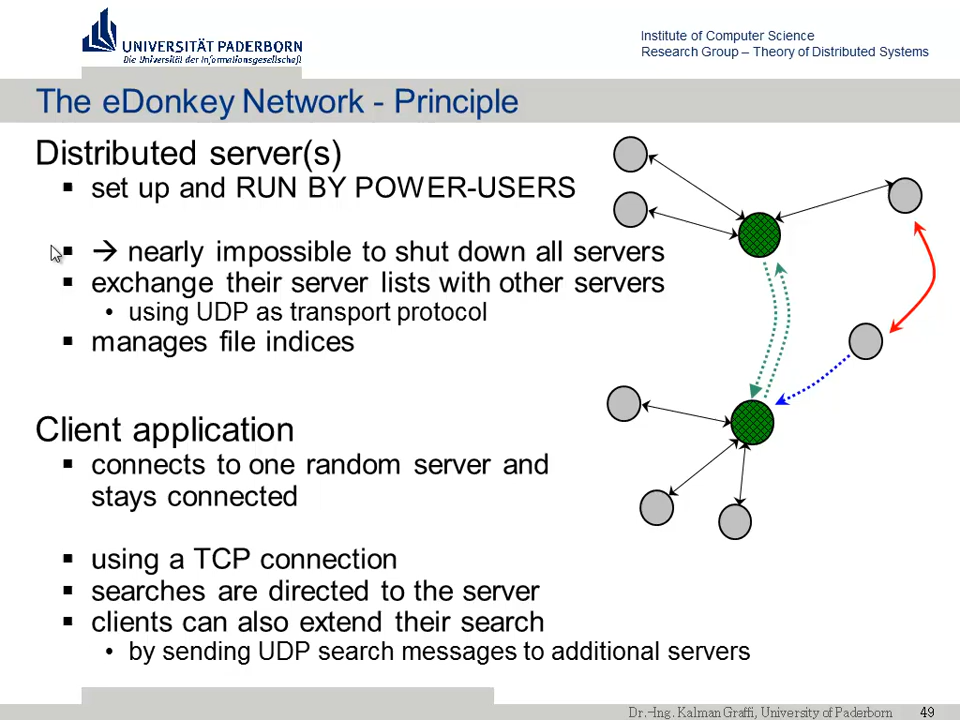 UNIVERSITÄT PADERBORN
Die Universität der Informationsgesellschaft
Institute of Computer Science
Research Group – Theory of Distributed Systems
The eDonkey Network - Principle
Distributed server(s)
▪ set up and RUN BY POWER-USERS
▪ → nearly impossible to shut down all servers
▪ exchange their server lists with other servers
• using UDP as transport protocol
▪ manages file indices
Client application
▪ connects to one random server and
stays connected
▪ using a TCP connection
▪ searches are directed to the server
▪ clients can also extend their search
• by sending UDP search messages to additional servers
Dr.-Ing. Kalman Graffi, University of Paderborn 49